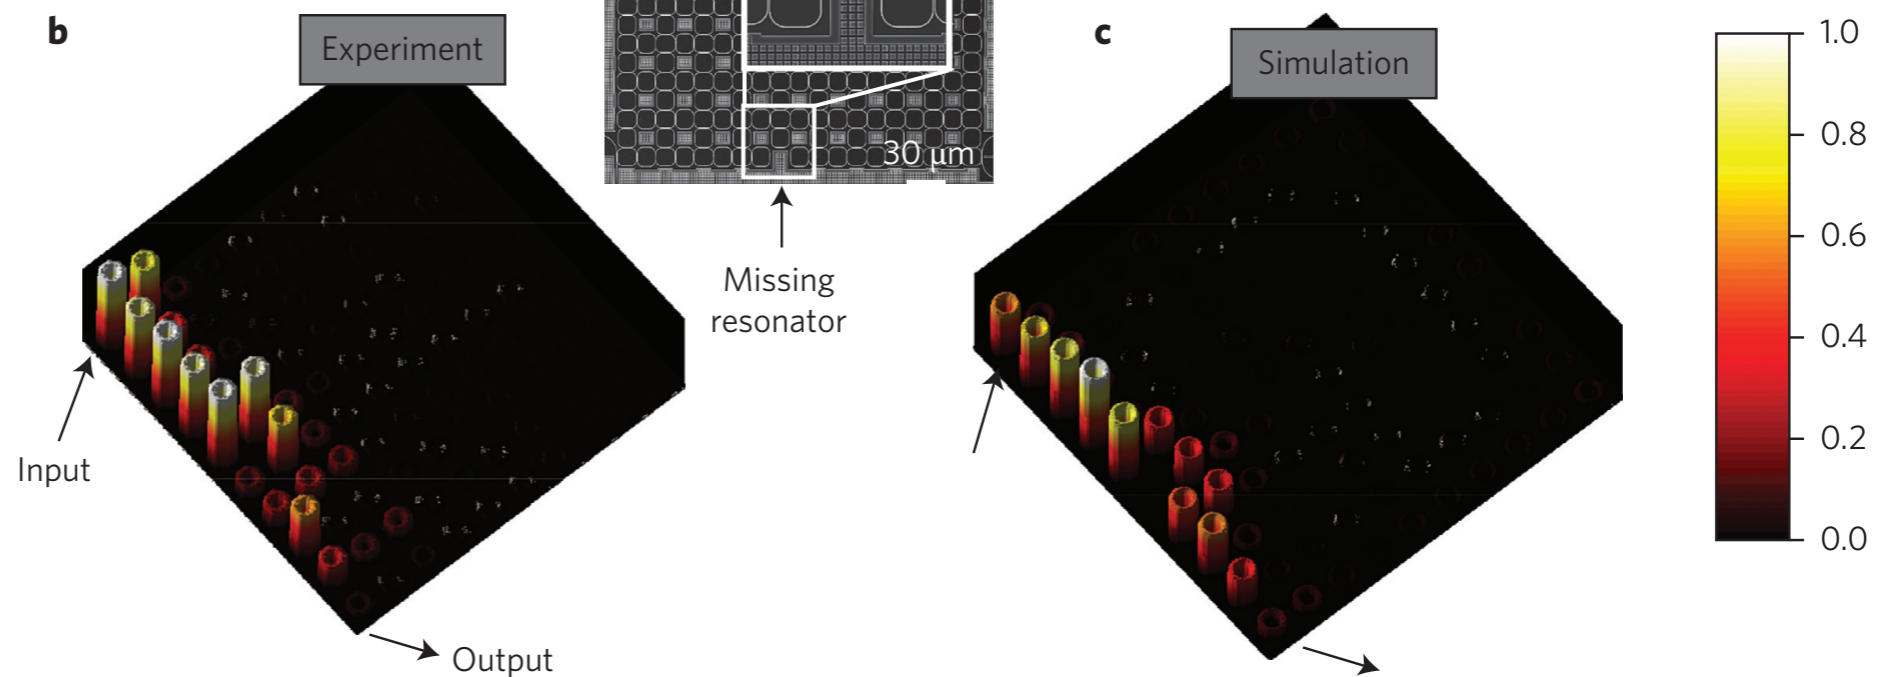 b
Experiment
30 μm
Missing
resonator
Input
Output
c
Simulation
1.0
0.8
0.6
0.4
0.2
0.0